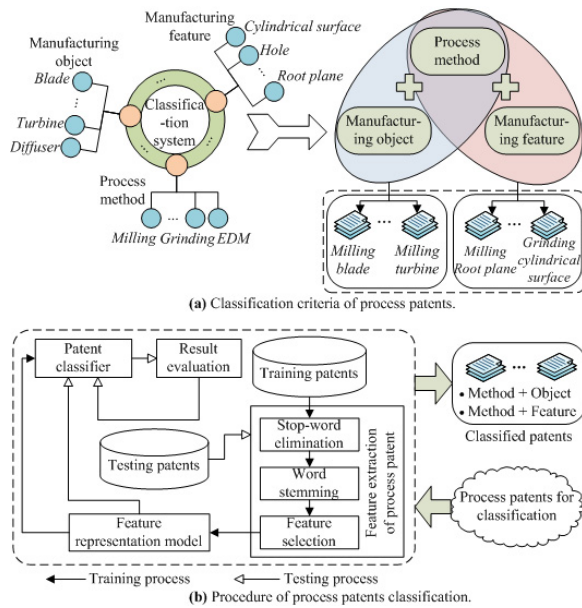 Manufacturing
object
Blade
...
Turbine
Diffuser
Manufacturing
feature
Cylindrical surface
Hole
...
Root plane
Classifica
-tion
system
...
...
...
Process
method
...
Milling Grinding EDM
Process
method
Manufactur-
ing object
Manufactur-
ing feature
...
Milling
blade
Milling
turbine
...
Milling
Root plane
Grinding
cylindrical
surface
(a) Classification criteria of process patents.
Patent
classifier
Result
evaluation
Training patents
Testing patents
Stop-word
elimination
Word
stemming
Feature
selection
Feature extraction
of process patent
Feature
representation model
...
• Method + Object
• Method + Feature
Classified patents
Process patents for
classification
Training process
Testing process
(b) Procedure of process patents classification.